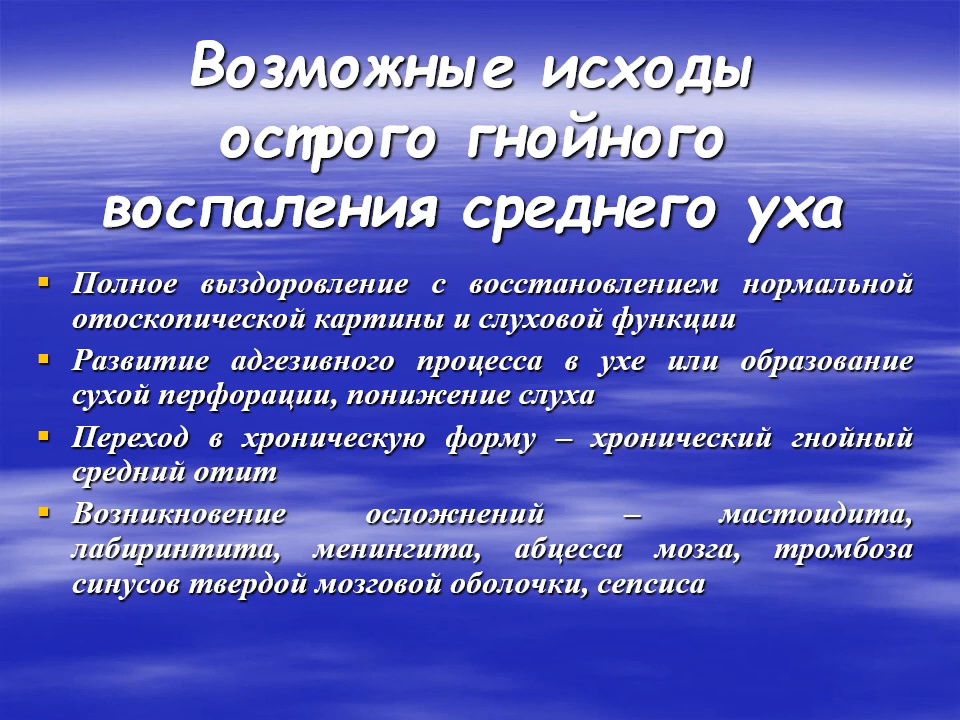 Возможные исходы
острого гнойного
воспаления среднего уха
Полное выздоровление с восстановлением нормальной
отоскопической картины и слуховой функции
Развитие адгезивного процесса в ухе или образование
сухой перфорации, понижение слуха
Переход в хроническую форму – хронический гнойный
средний отит
Возникновение осложнений – мастоидита,
лабиринтита, менингита, абцесса мозга, тромбоза
синусов твердой мозговой оболочки, сепсиса